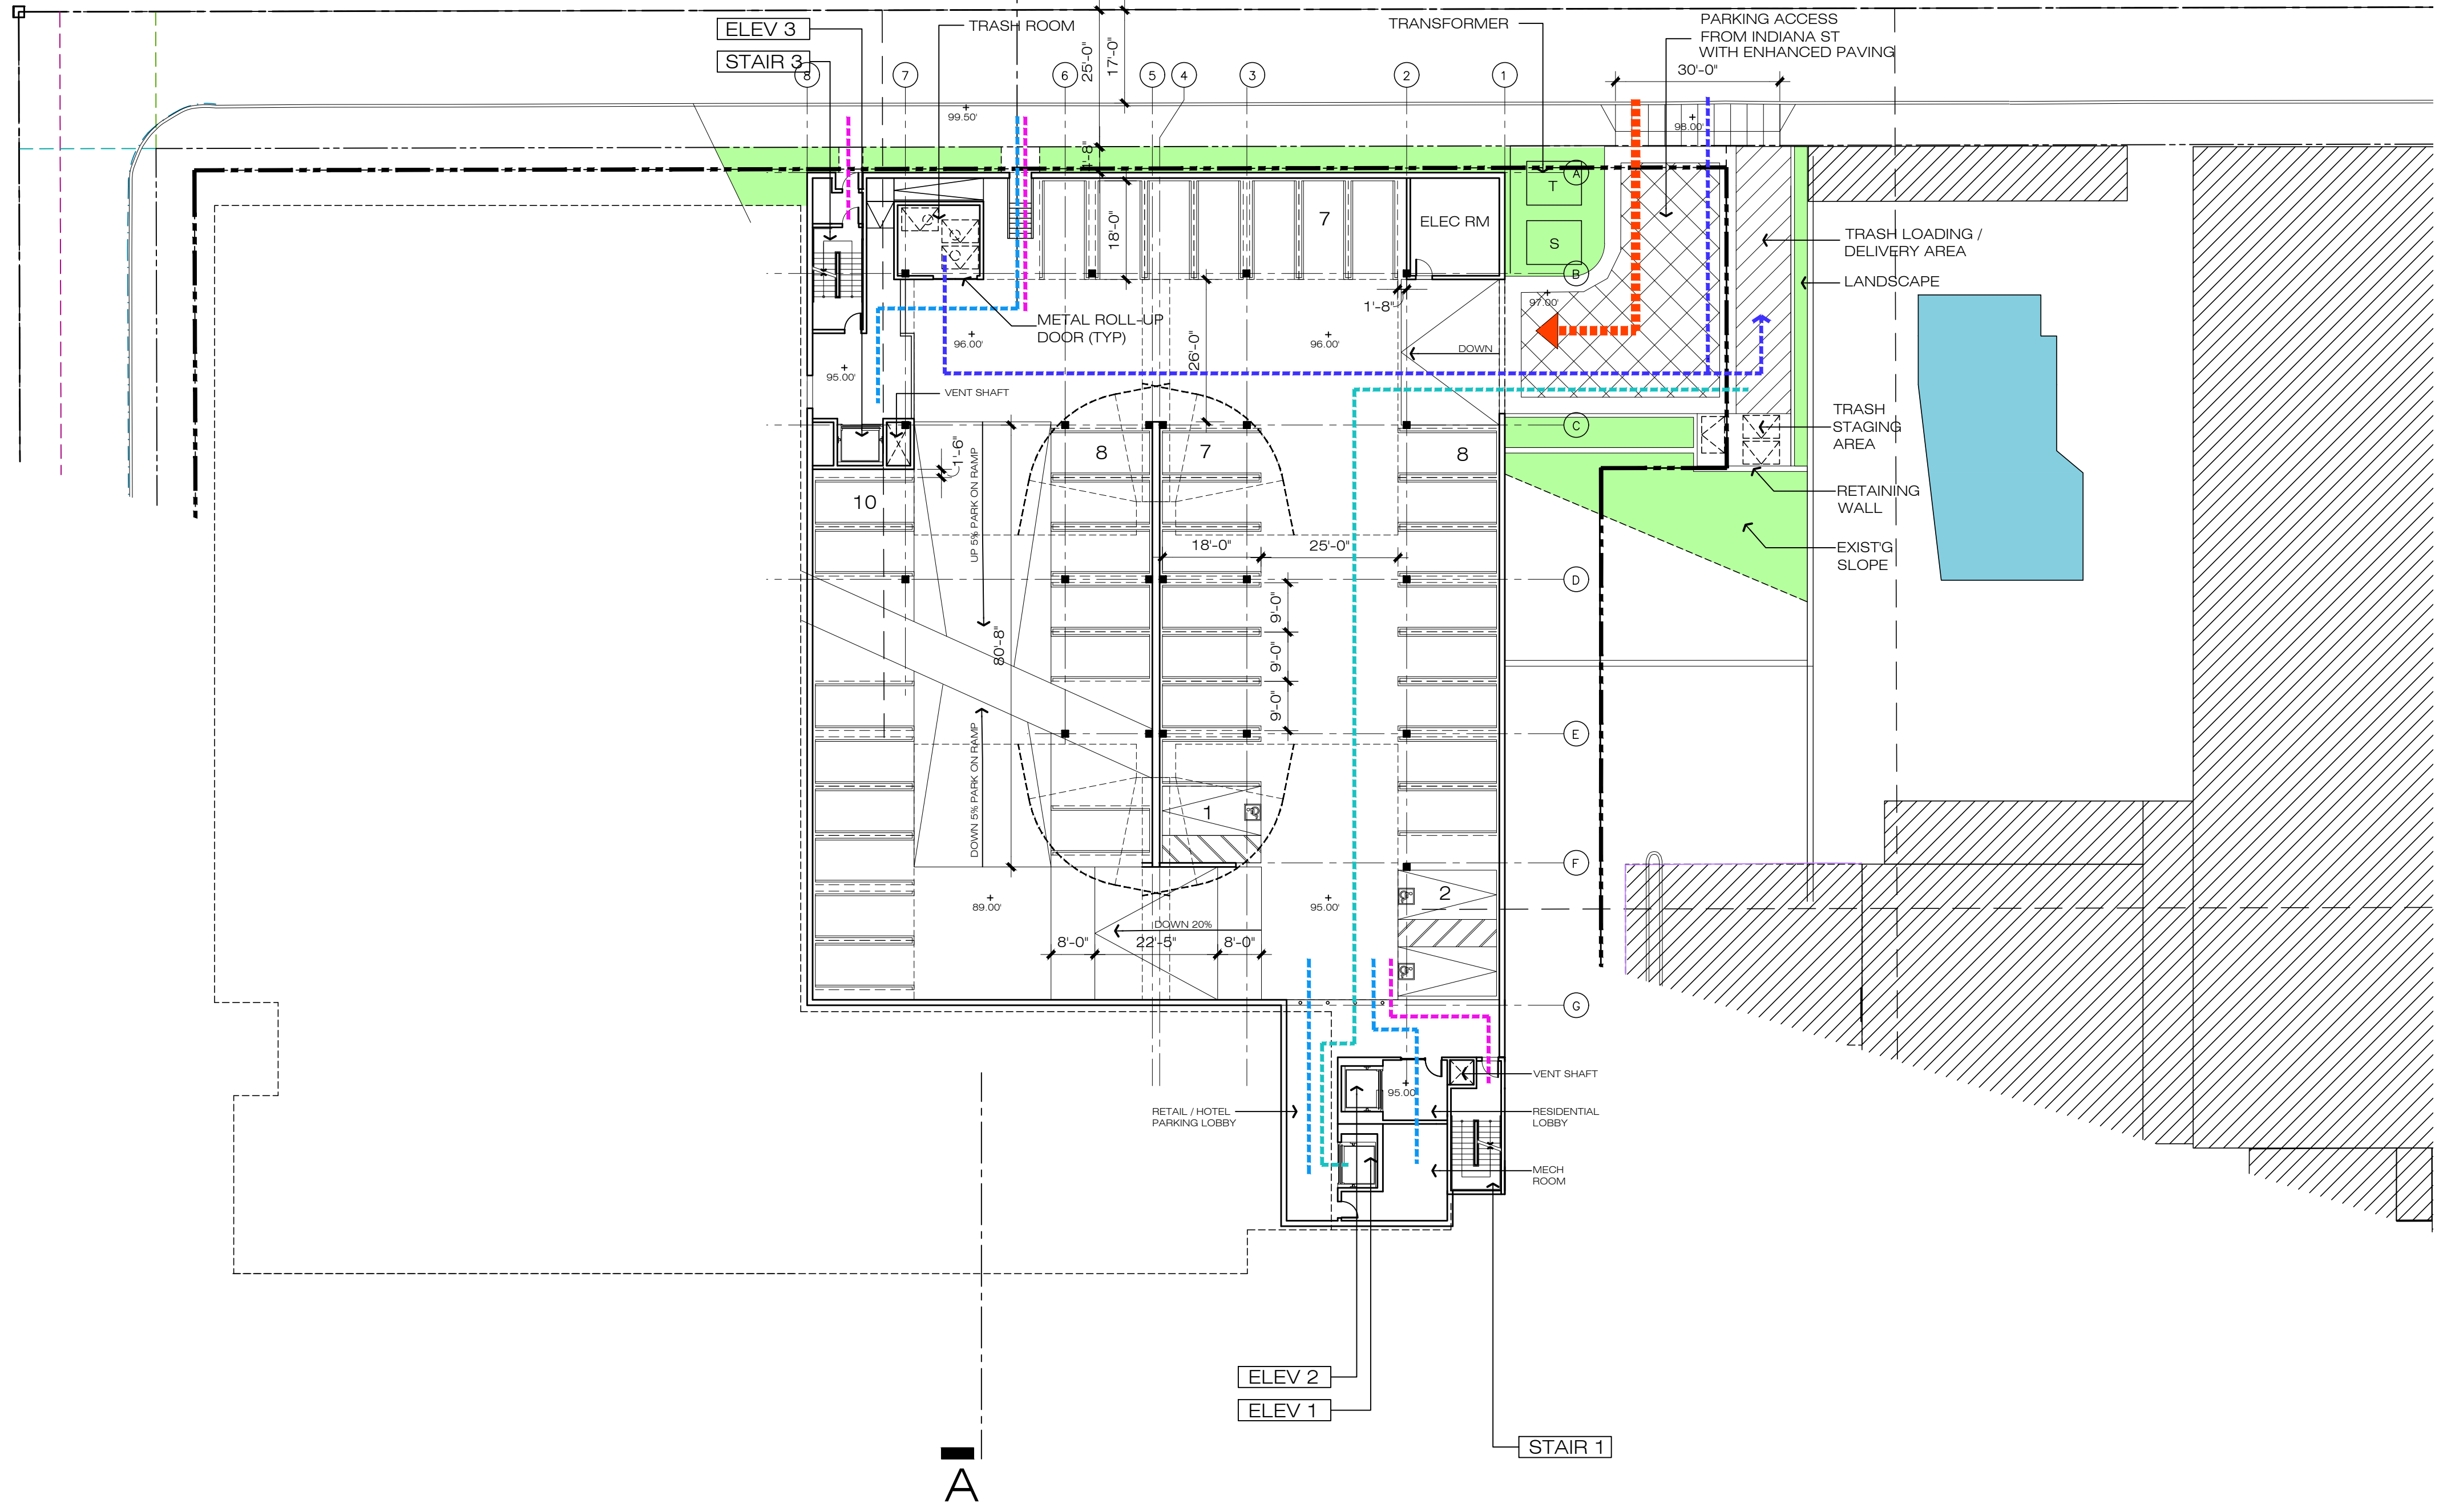 ELEV 3
STAIR 3
TRASH ROOM
25'-0"
17'-0"
TRANSFORMER
PARKING ACCESS
FROM INDIANA ST
WITH ENHANCED PAVING
30'-0"
8
7
6
5
4
3
2
1
99.50'
98.00'
A
T
S
B
18'-0"
7
ELEC RM
TRASH LOADING /
DELIVERY AREA
LANDSCAPE
97.00'
1'-8"
METAL ROLL-UP
DOOR (TYP)
96.00'
26'-0"
96.00'
DOWN
95.00'
VENT SHAFT
TRASH
STAGING
AREA
C
1'-6"
8
7
8
10
UP 5% PARK ON RAMP
RETAINING
WALL
18'-0"
25'-0"
EXIST'G
SLOPE
D
9'-0"
80'-8"
9'-0"
9'-0"
E
DOWN 5% PARK ON RAMP
1
F
2
89.00'
95.00'
DOWN 20%
8'-0"
22'-5"
8'-0"
G
VENT SHAFT
95.00'
RETAIL / HOTEL
PARKING LOBBY
RESIDENTIAL
LOBBY
MECH
ROOM
ELEV 2
ELEV 1
STAIR 1
A